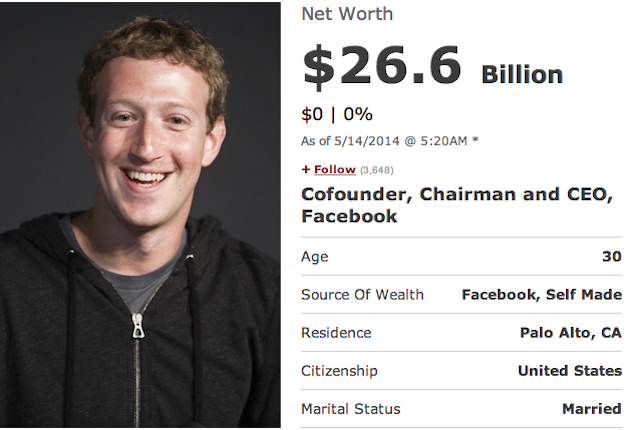 Net Worth
$26.6 Billion
$0 | 0%
As of 5/14/2014 @ 5:20AM *
+ Follow (3,648)
Cofounder, Chairman and CEO,
Facebook
Age 30
Source Of Wealth Facebook, Self Made
Residence Palo Alto, CA
Citizenship United States
Marital Status Married